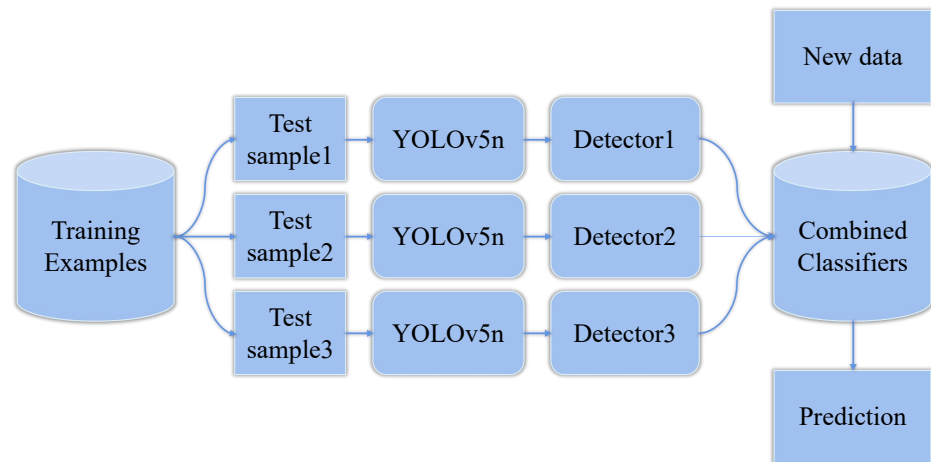 Training
Examples
Test
sample1
YOLOv5n
Detector1
Test
sample2
YOLOv5n
Detector2
Test
sample3
YOLOv5n
Detector3
New data
Combined
Classifiers
Prediction